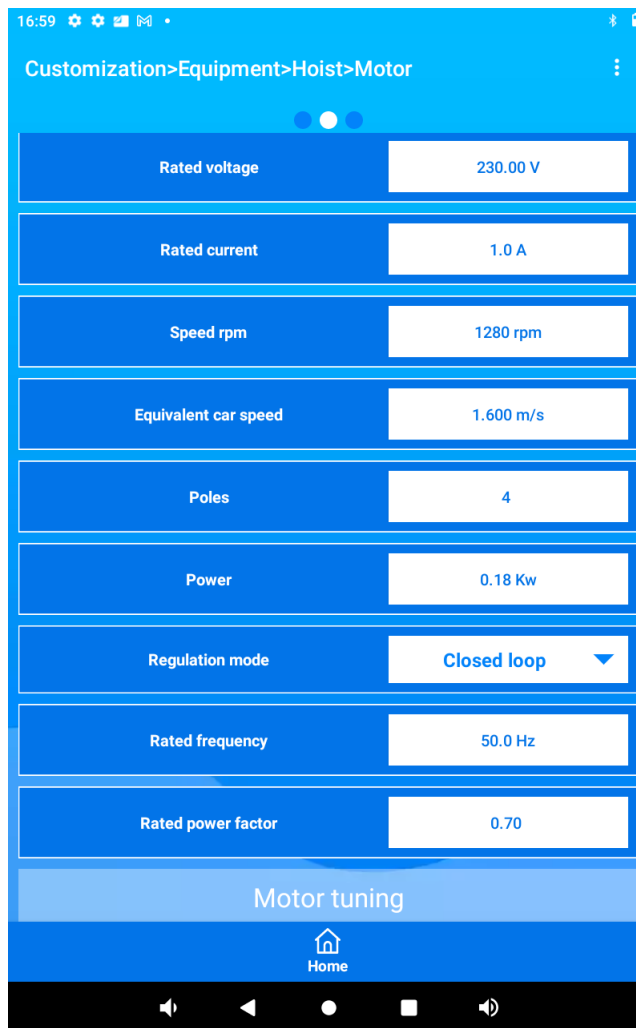 16:59
Customization>Equipment>Hoist>Motor
Rated voltage 230.00 V
Rated current 1.0 A
Speed rpm 1280 rpm
Equivalent car speed 1.600 m/s
Poles 4
Power 0.18 Kw
Regulation mode Closed loop
Rated frequency 50.0 Hz
Rated power factor 0.70
Motor tuning
Home